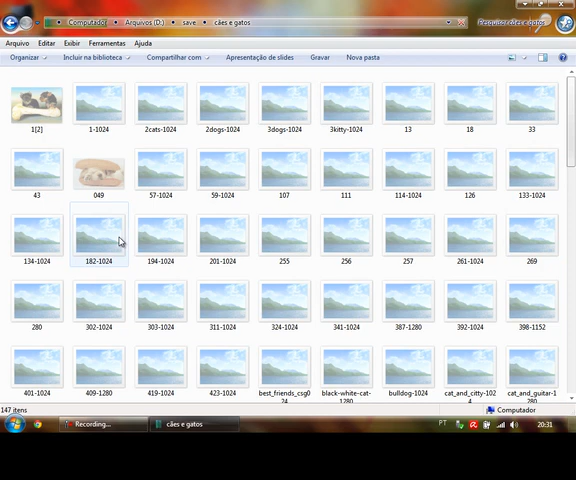 Computador ▸ Arquivos (D:) ▸ save ▸ cães e gatos
Pesquisar cães e gatos
Arquivo Editar Exibir Ferramentas Ajuda
Organizar Incluir na biblioteca Compartilhar com Apresentação de slides Gravar Nova pasta
1[2] 1-1024 2cats-1024 2dogs-1024 3dogs-1024 3kitty-1024 13 18 33
43 049 57-1024 59-1024 107 111 114-1024 126 133-1024
134-1024 182-1024 194-1024 201-1024 255 256 257 261-1024 269
280 302-1024 303-1024 311-1024 324-1024 341-1024 387-1280 392-1024 398-1152
401-1024 409-1280 419-1024 423-1024 best_friends_csg024 black-white-cat-1280 bulldog-1024 cat_and_citty-1024 cat_and_guitar-1280
147 itens
Computador
Recording... cães e gatos PT 20:31